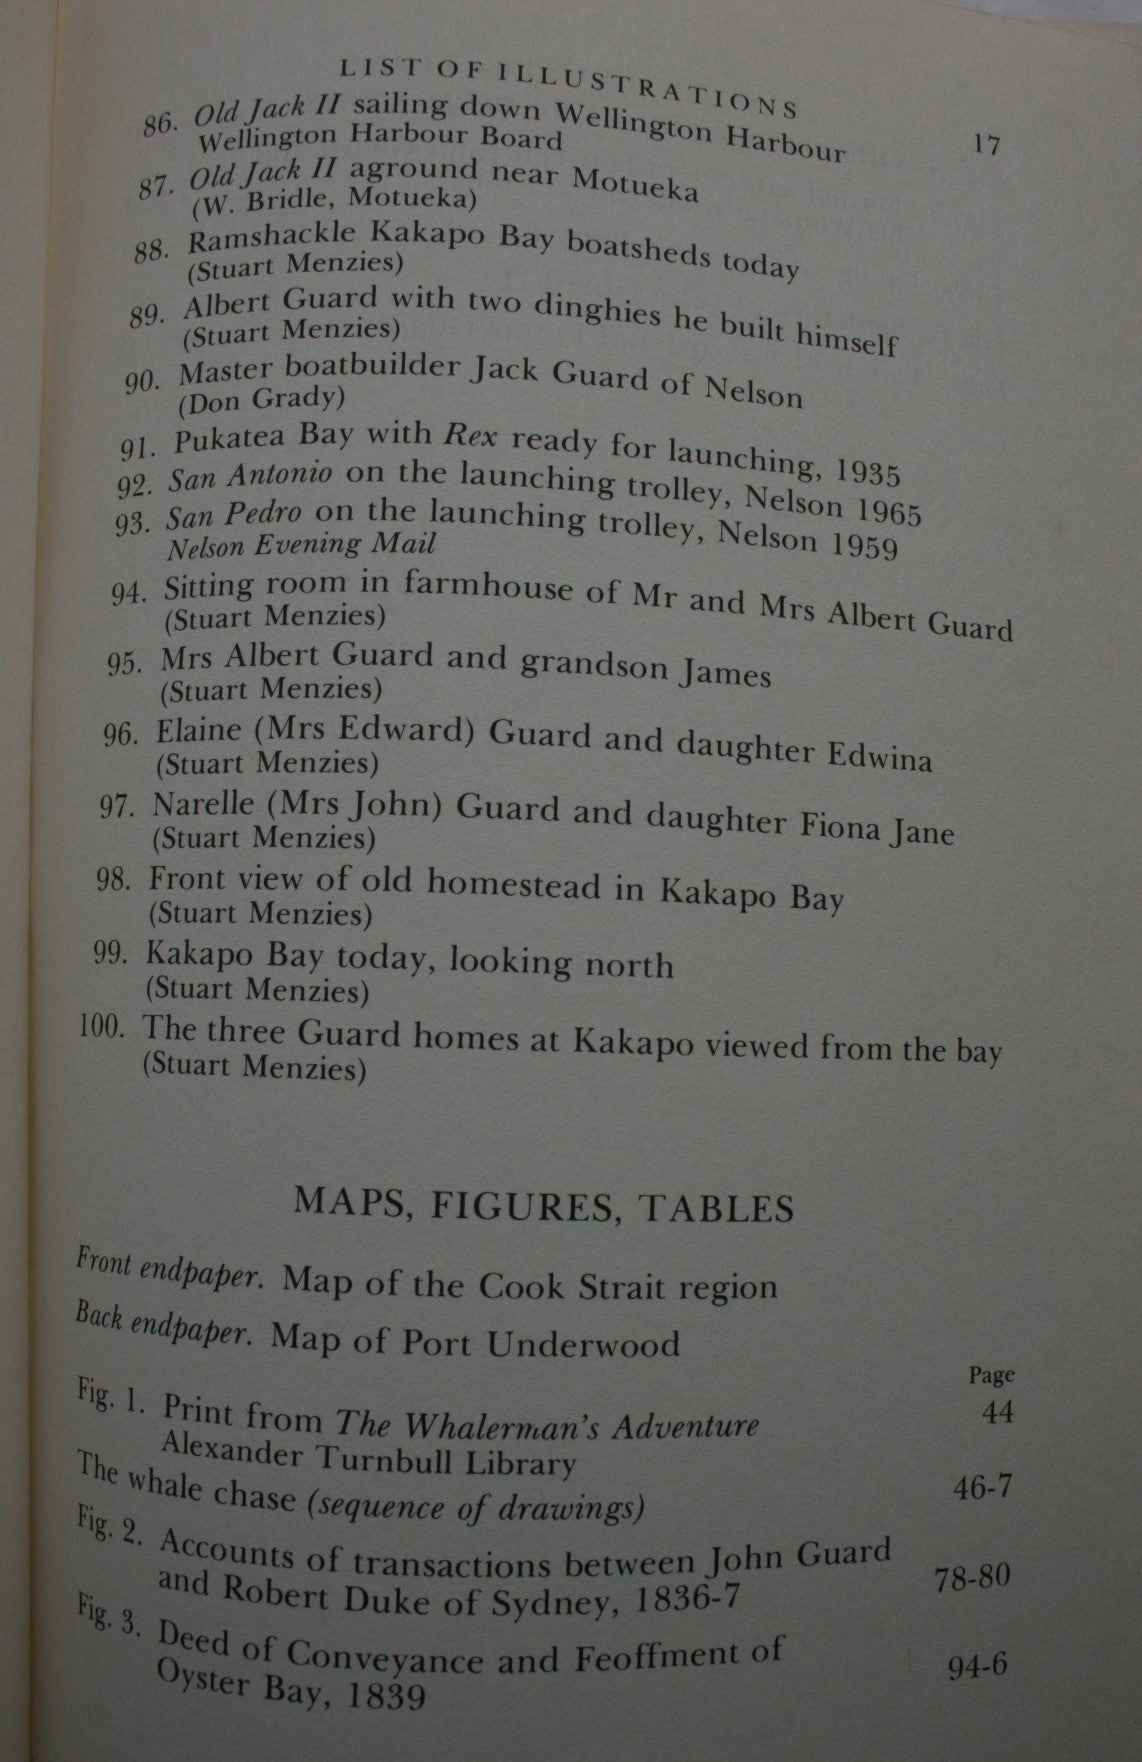 LIST OF ILLUSTRATIONS
17
86. Old Jack II sailing down Wellington Harbour
Wellington Harbour Board
87. Old Jack II aground near Motueka
(W. Bridle, Motueka)
88. Ramshackle Kakapo Bay boatsheds today
(Stuart Menzies)
89. Albert Guard with two dinghies he built himself
(Stuart Menzies)
90. Master boatbuilder Jack Guard of Nelson
(Don Grady)
91. Pukatea Bay with Rex ready for launching, 1935
92. San Antonio on the launching trolley, Nelson 1965
93. San Pedro on the launching trolley, Nelson 1959
Nelson Evening Mail
94. Sitting room in farmhouse of Mr and Mrs Albert Guard
(Stuart Menzies)
95. Mrs Albert Guard and grandson James
(Stuart Menzies)
96. Elaine (Mrs Edward) Guard and daughter Edwina
(Stuart Menzies)
97. Narelle (Mrs John) Guard and daughter Fiona Jane
(Stuart Menzies)
98. Front view of old homestead in Kakapo Bay
(Stuart Menzies)
99. Kakapo Bay today, looking north
(Stuart Menzies)
100. The three Guard homes at Kakapo viewed from the bay
(Stuart Menzies)
MAPS, FIGURES, TABLES
Front endpaper. Map of the Cook Strait region
Back endpaper. Map of Port Underwood
Page
Fig. 1. Print from The Whalerman's Adventure 44
Alexander Turnbull Library
The whale chase (sequence of drawings) 46-7
Fig. 2. Accounts of transactions between John Guard
and Robert Duke of Sydney, 1836-7 78-80
Fig. 3. Deed of Conveyance and Feoffment of
Oyster Bay, 1839 94-6